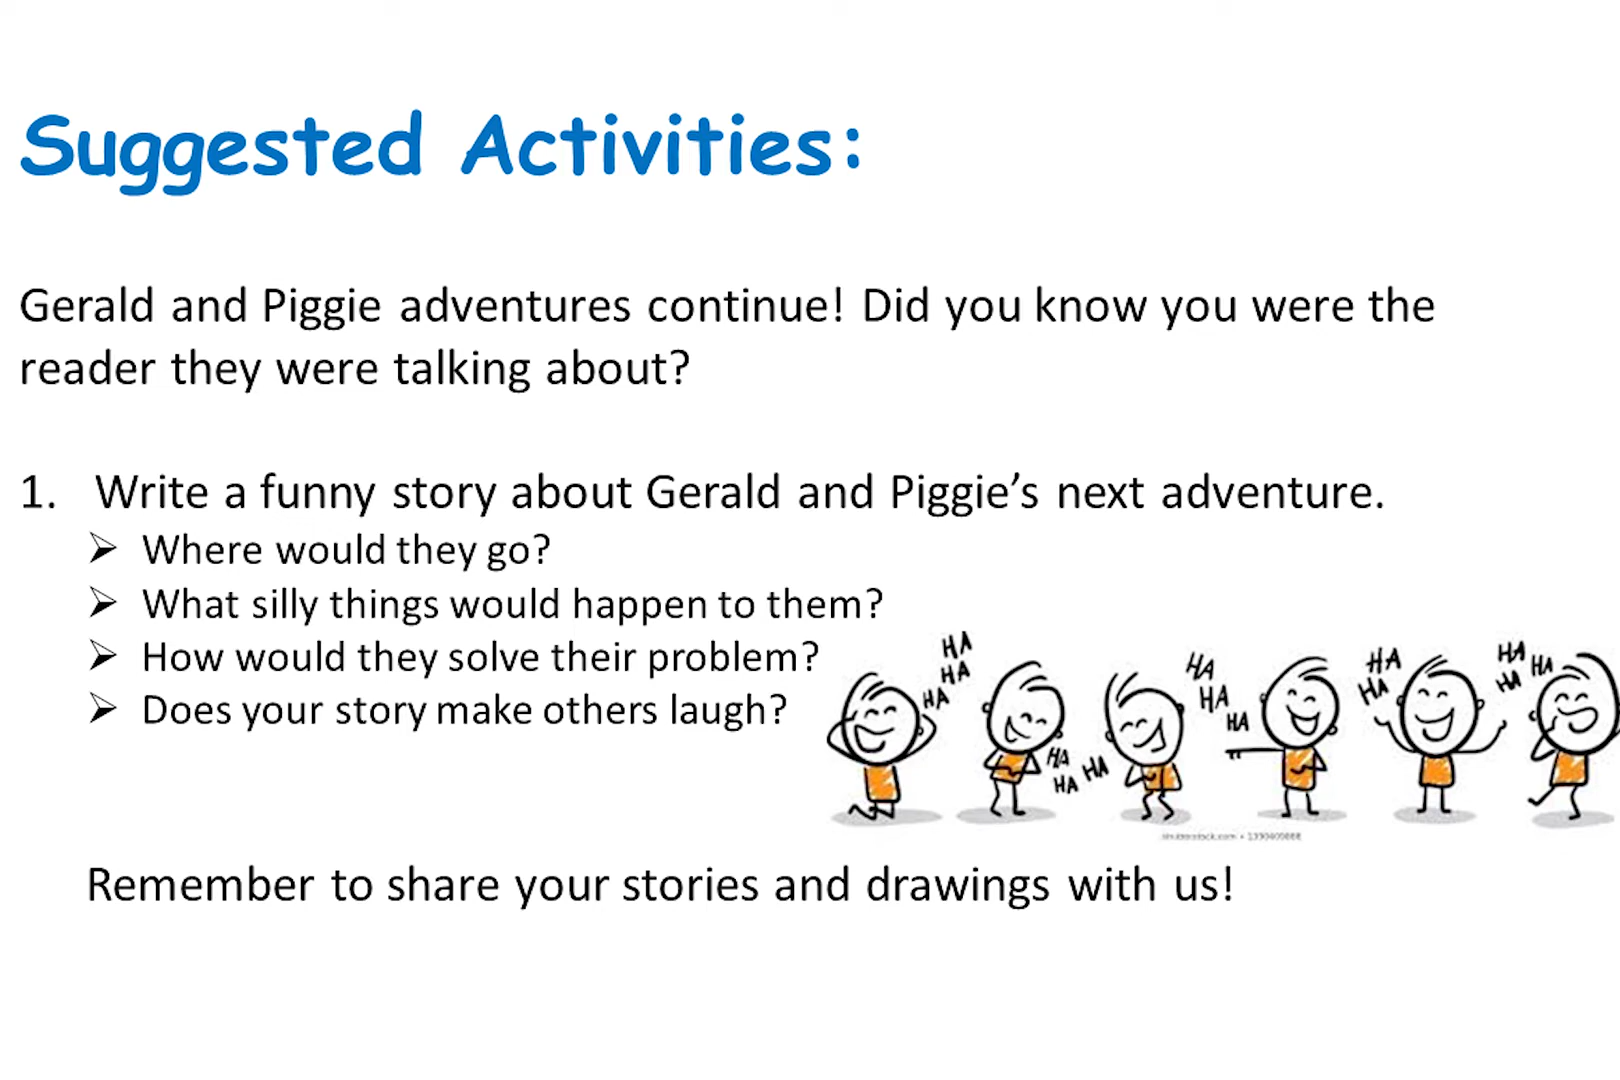 Suggested Activities:
Gerald and Piggie adventures continue! Did you know you were the
reader they were talking about?
1. Write a funny story about Gerald and Piggie's next adventure.
➢ Where would they go?
➢ What silly things would happen to them?
➢ How would they solve their problem?
➢ Does your story make others laugh?
HA
HA
HA
HA
HA
HA
HA
HA
HA
HA
HA
HA
HA
HA
shutterstock.com
Remember to share your stories and drawings with us!